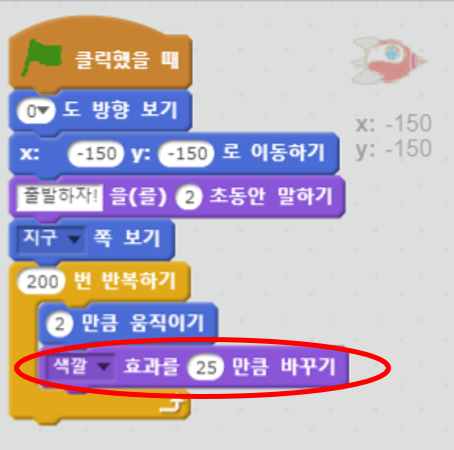 클릭했을 때
0 도 방향 보기
x: -150 y: -150 로 이동하기
출발하자! 을(를) 2 초동안 말하기
지구 쪽 보기
200 번 반복하기
2 만큼 움직이기
색깔 효과를 25 만큼 바꾸기
x: -150
y: -150